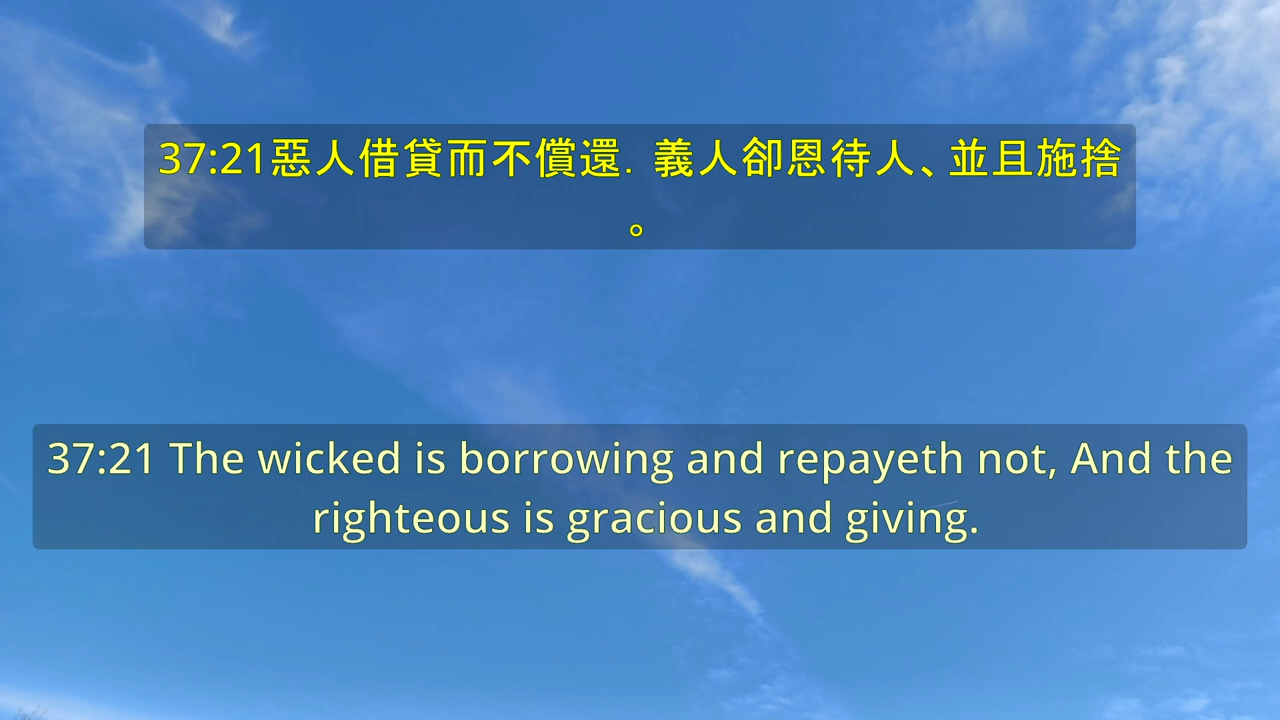 37:21惡人借貸而不償還．義人卻恩待人、並且施捨
。
37:21 The wicked is borrowing and repayeth not, And the
righteous is gracious and giving.